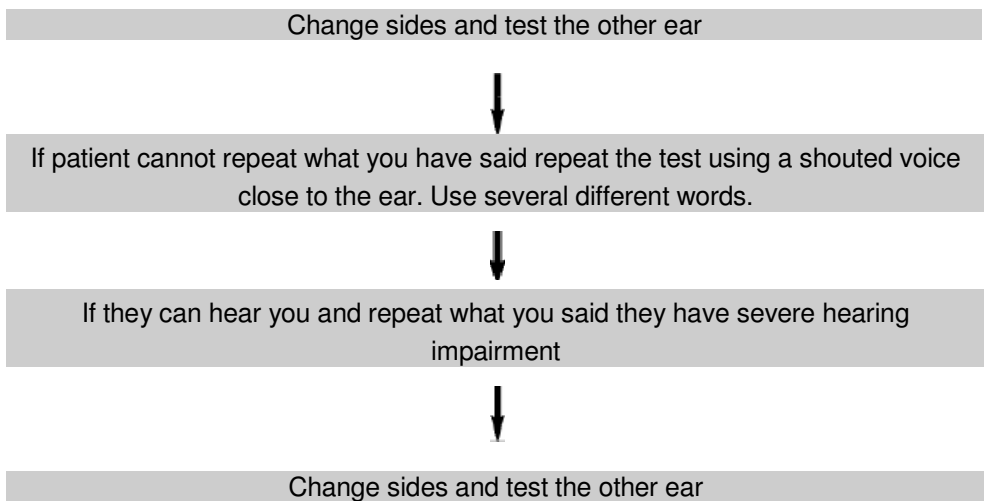 Change sides and test the other ear
If patient cannot repeat what you have said repeat the test using a shouted voice
close to the ear. Use several different words.
If they can hear you and repeat what you said they have severe hearing
impairment
Change sides and test the other ear